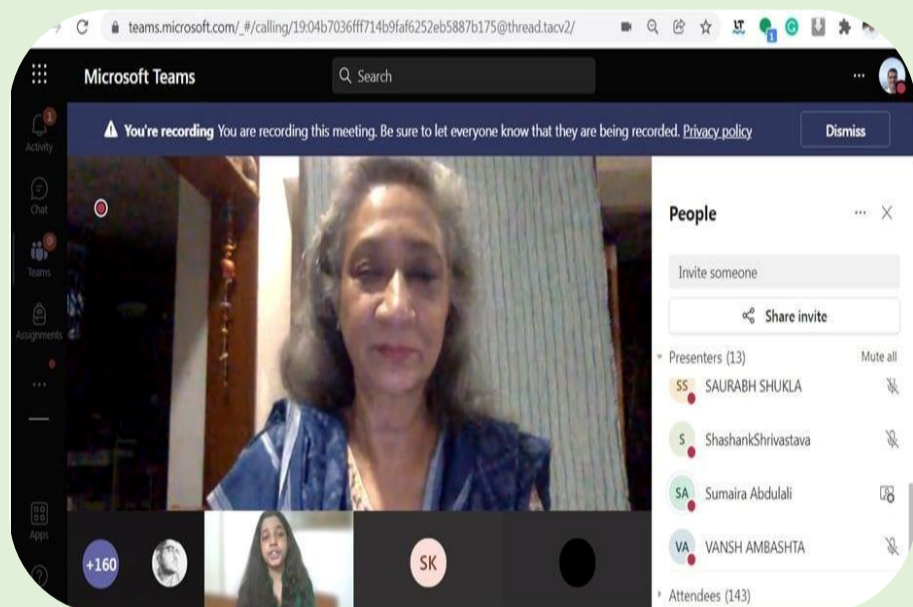 teams.microsoft.com/_#/calling/19:04b7036fff714b9faf6252eb5887b175@thread.tacv2/
Microsoft Teams
Search
1
Activity
You're recording You are recording this meeting. Be sure to let everyone know that they are being recorded. Privacy policy
Dismiss
Chat
Teams
Assignments
Apps
People
Invite someone
Share invite
Presenters (13)
Mute all
SS SAURABH SHUKLA
S ShashankShrivastava
SA Sumaira Abdulali
VA VANSH AMBASHTA
Attendees (143)
+160
SK